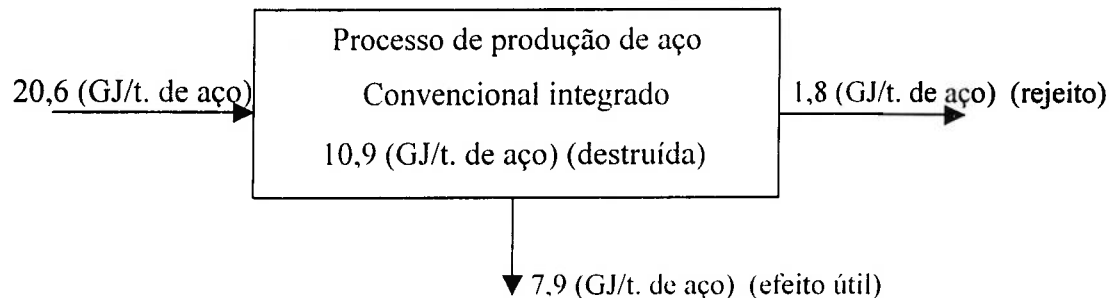 Processo de produção de aço
20,6 (GJ/t. de aço)
Convencional integrado
1,8 (GJ/t. de aço) (rejeito)
10,9 (GJ/t. de aço) (destruída)
7,9 (GJ/t. de aço) (efeito útil)